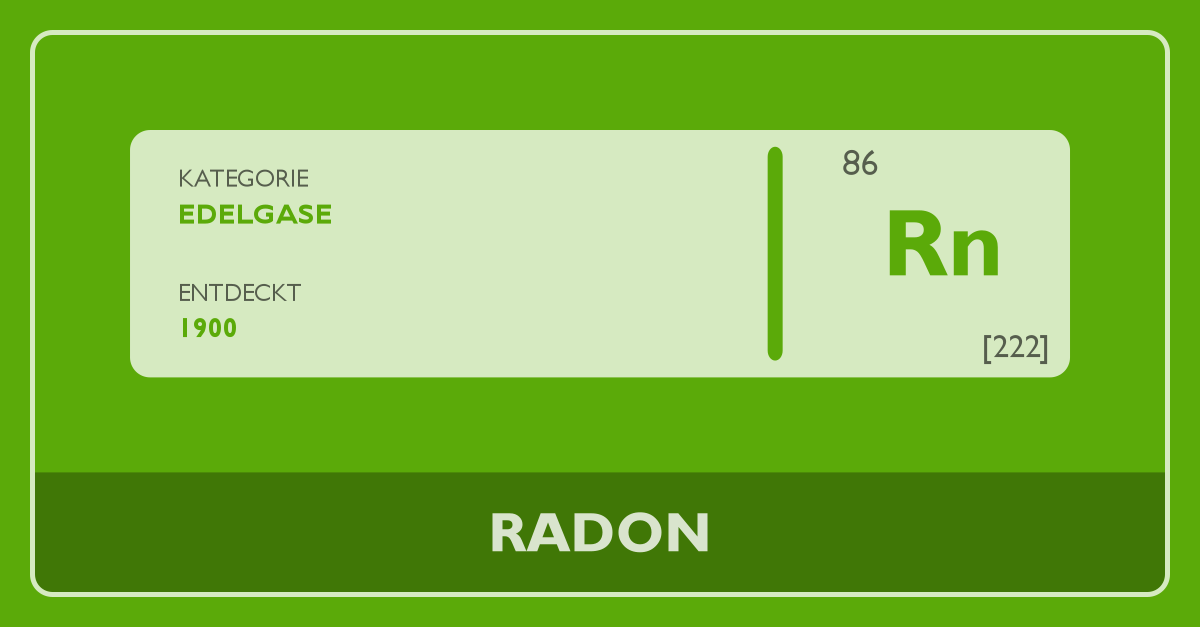 KATEGORIE
EDELGASE
ENTDECKT
1900
86
Rn
[222]
RADON